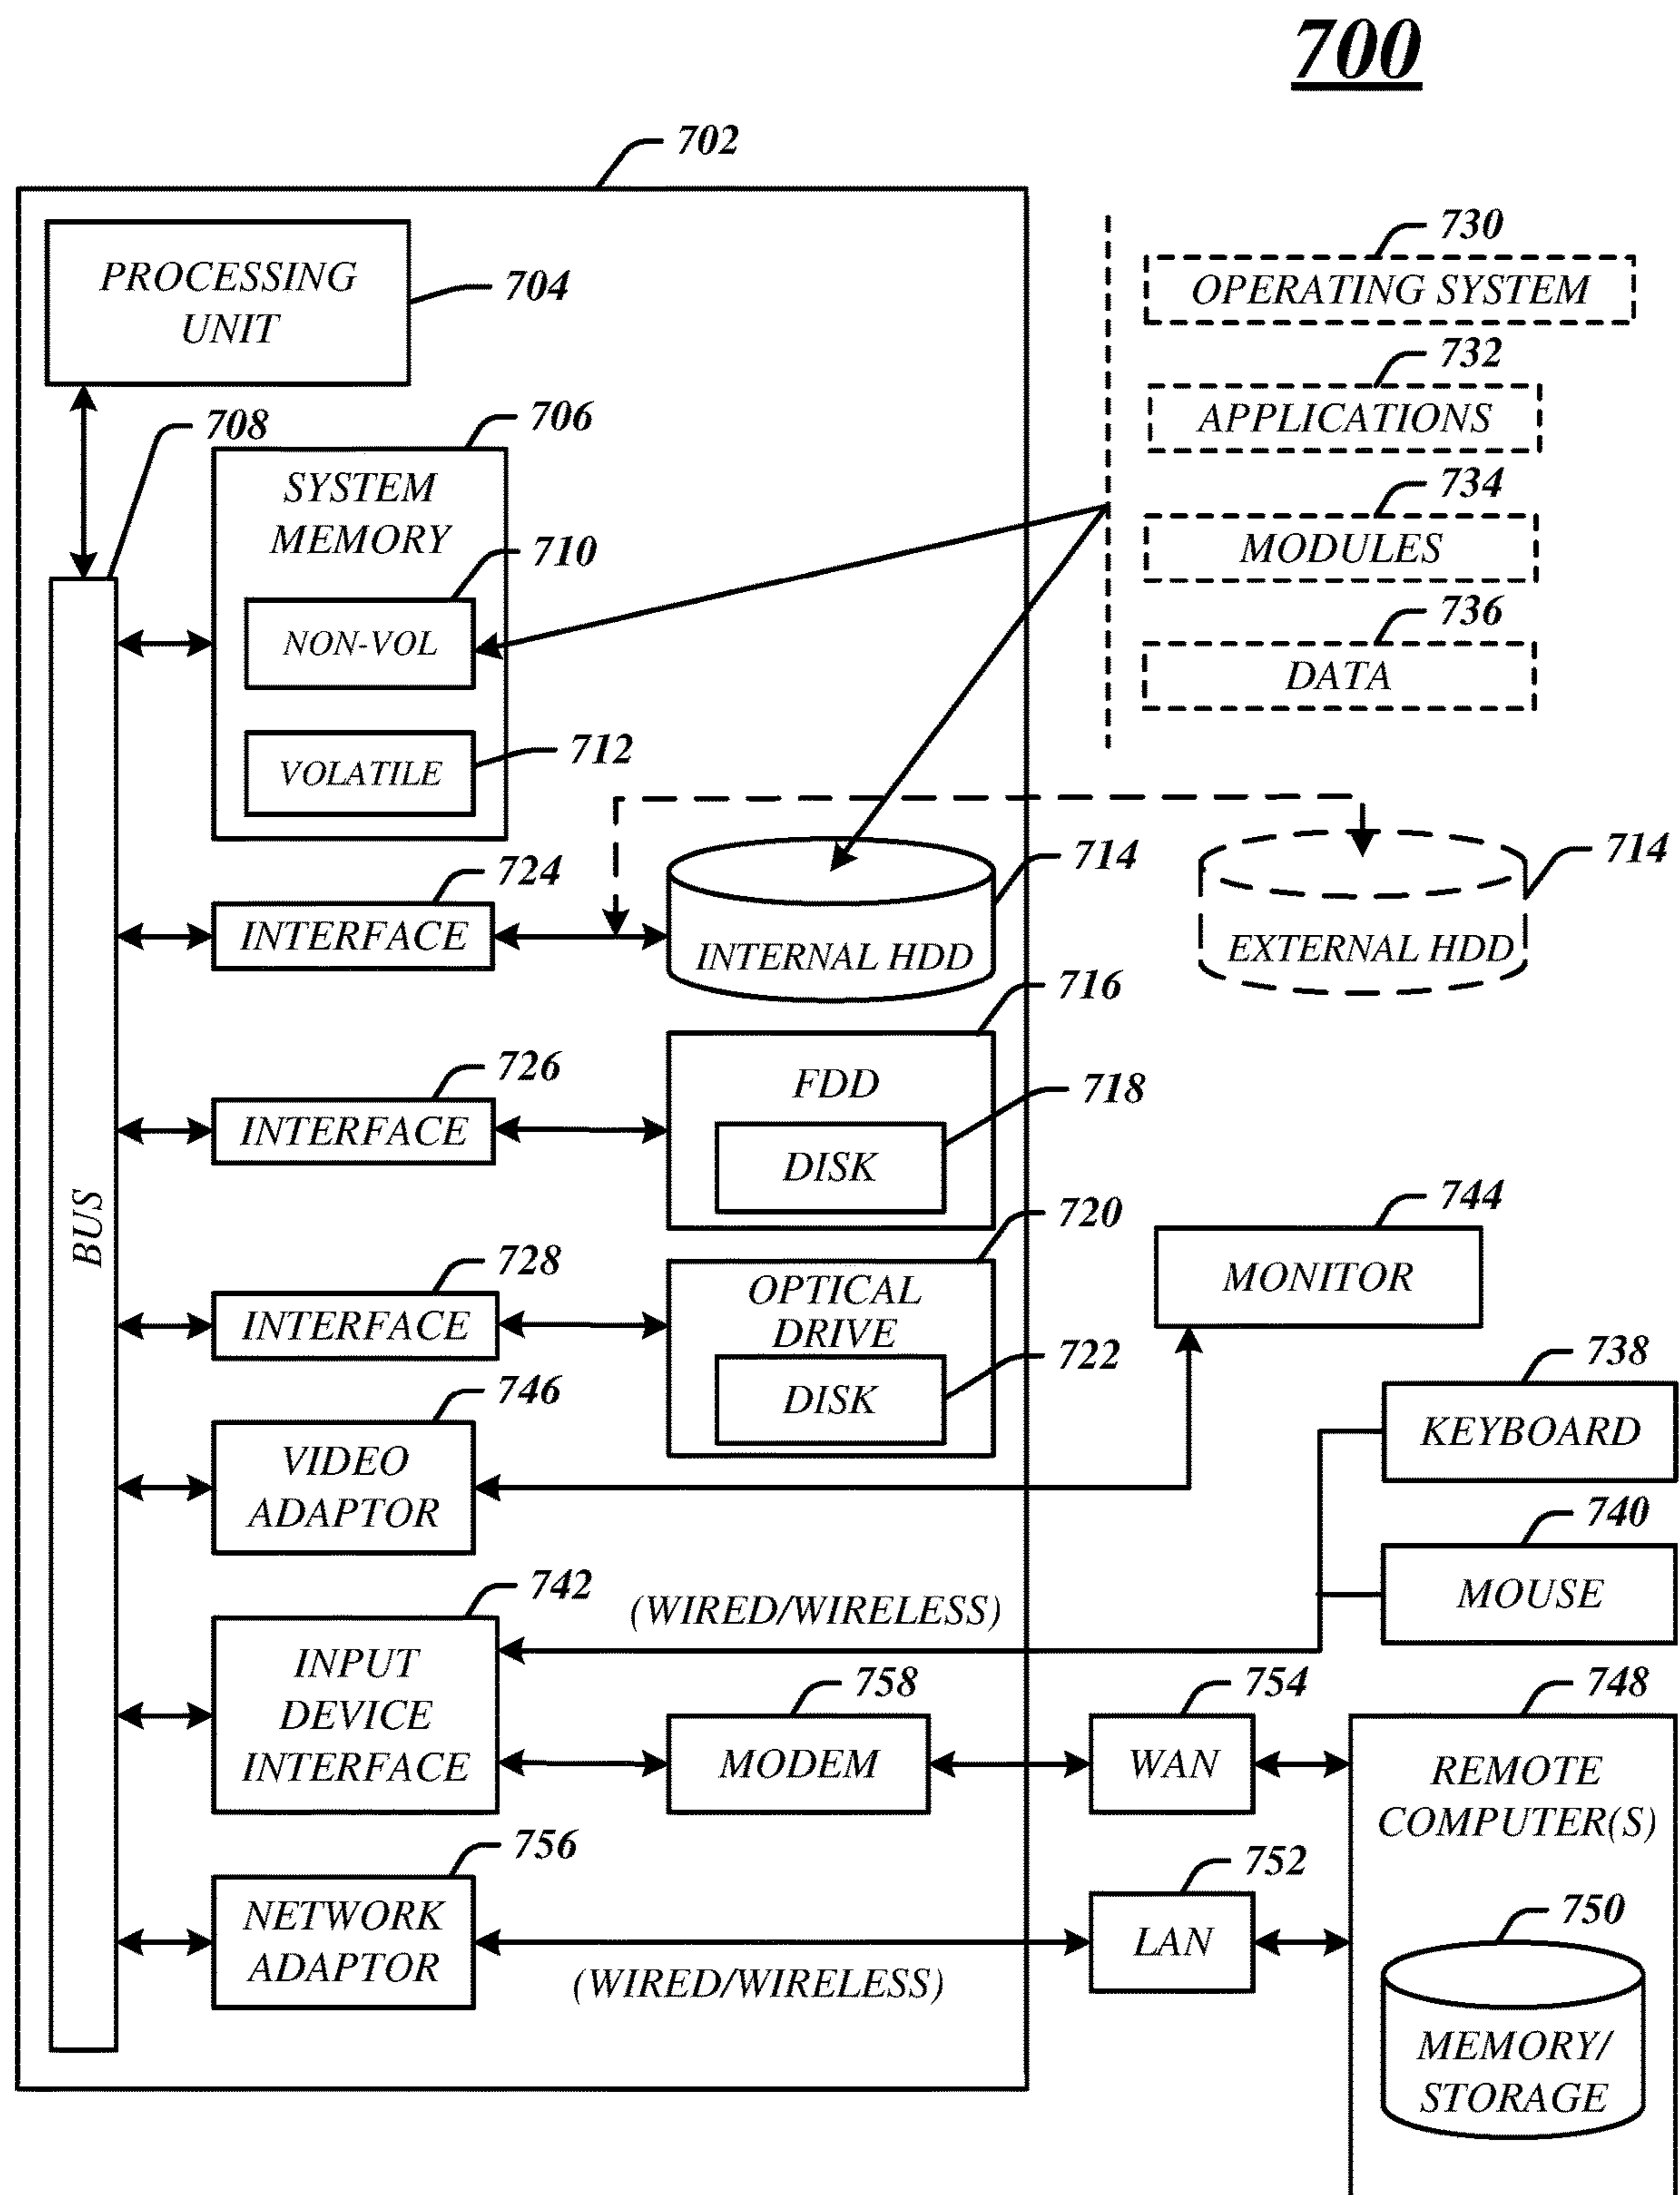 700
702
PROCESSING
UNIT
704
730
OPERATING SYSTEM
732
APPLICATIONS
734
MODULES
736
DATA
708
706
SYSTEM
MEMORY
710
NON-VOL
712
VOLATILE
724
INTERFACE
714
INTERNAL HDD
714
EXTERNAL HDD
716
726
INTERFACE
FDD
718
DISK
BUS
720
728
INTERFACE
OPTICAL
DRIVE
722
DISK
744
MONITOR
738
KEYBOARD
746
VIDEO
ADAPTOR
740
MOUSE
742
INPUT
DEVICE
INTERFACE
(WIRED/WIRELESS)
758
MODEM
754
WAN
748
REMOTE
COMPUTER(S)
756
NETWORK
ADAPTOR
(WIRED/WIRELESS)
752
LAN
750
MEMORY/
STORAGE